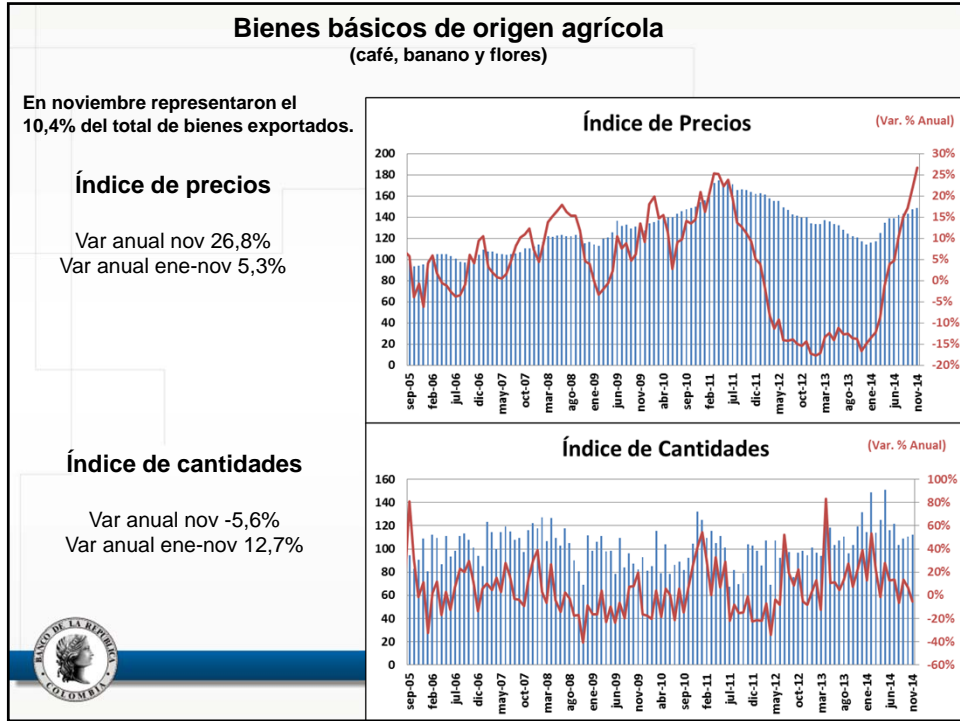 Bienes básicos de origen agrícola
(café, banano y flores)
En noviembre representaron el
10,4% del total de bienes exportados.
Índice de precios
Var anual nov 26,8%
Var anual ene-nov 5,3%
Índice de Precios
(Var. % Anual)
200
180
160
140
120
100
80
60
40
20
0
30%
25%
20%
15%
10%
5%
0%
-5%
-10%
-15%
-20%
sep-05
feb-06
jul-06
dic-06
may-07
oct-07
mar-08
ago-08
ene-09
jun-09
nov-09
abr-10
sep-10
feb-11
jul-11
dic-11
may-12
oct-12
mar-13
ago-13
ene-14
jun-14
nov-14
Índice de cantidades
Var anual nov -5,6%
Var anual ene-nov 12,7%
Índice de Cantidades
(Var. % Anual)
160
140
120
100
80
60
40
20
0
100%
80%
60%
40%
20%
0%
-20%
-40%
-60%
sep-05
feb-06
jul-06
dic-06
may-07
oct-07
mar-08
ago-08
ene-09
jun-09
nov-09
abr-10
sep-10
feb-11
jul-11
dic-11
may-12
oct-12
mar-13
ago-13
ene-14
jun-14
nov-14
BANCO DE LA REPÚBLICA
COLOMBIA